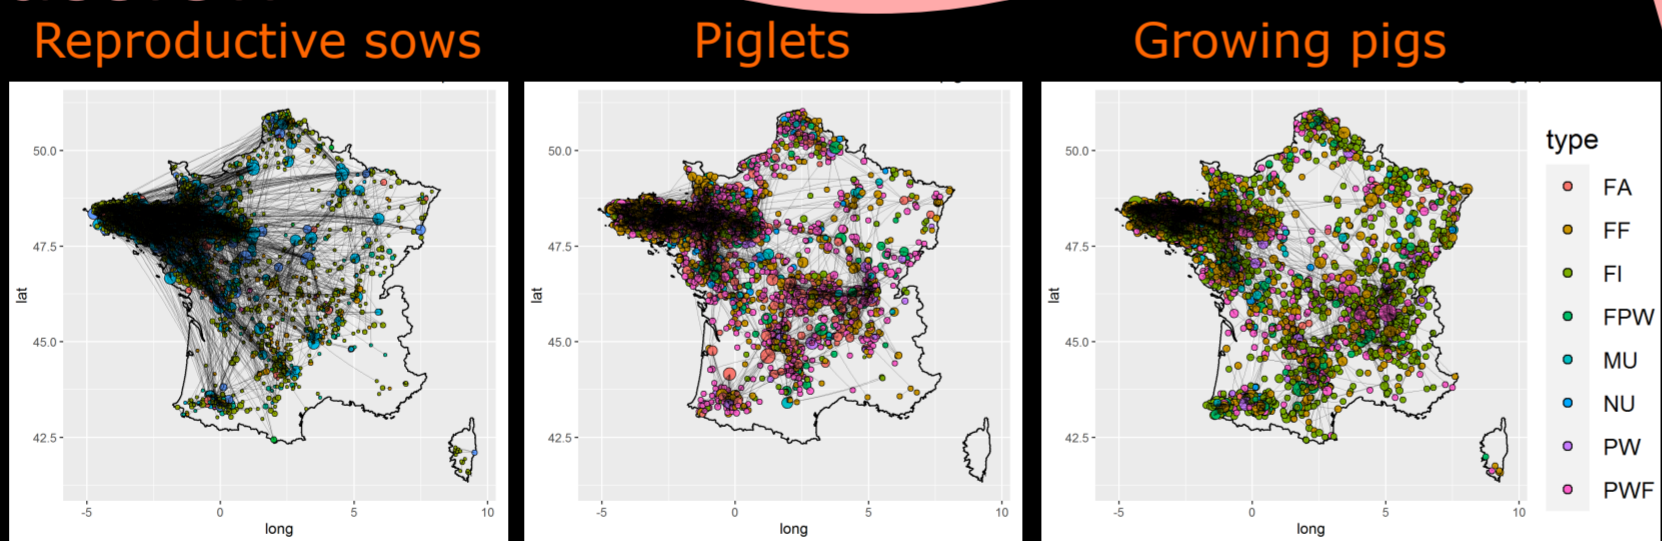 Reproductive sows
Piglets
Growing pigs
50.0
47.5
45.0
42.5
lat
-5
0
5
10
long
50.0
47.5
45.0
42.5
lat
-5
0
5
10
long
50.0
47.5
45.0
42.5
lat
-5
0
5
10
long
type
FA
FF
FI
FPW
MU
NU
PW
PWF